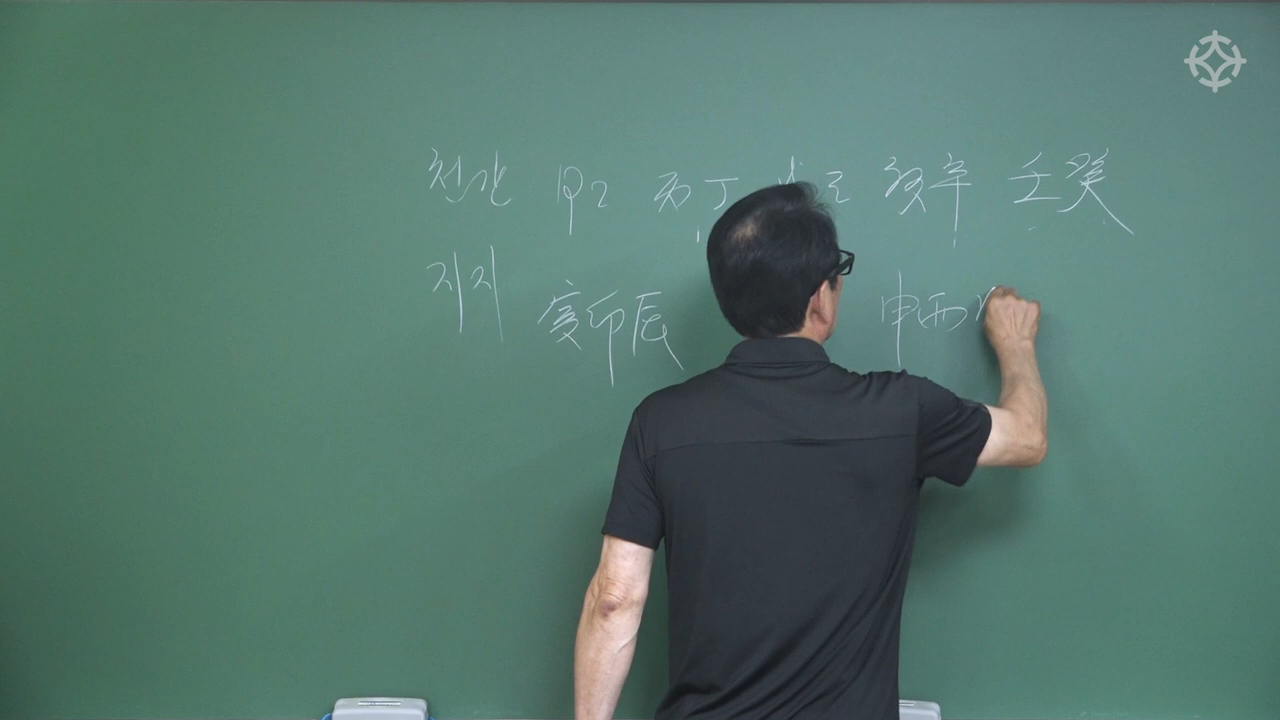 천간 甲乙 丙丁 戊己 庚辛 壬癸
지지 寅卯辰 申酉